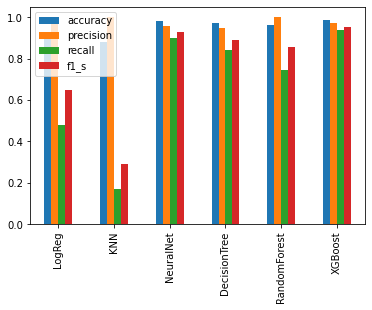 1.0
0.8
0.6
0.4
0.2
0.0
accuracy
precision
recall
f1_s
LogReg
KNN
NeuralNet
DecisionTree
RandomForest
XGBoost